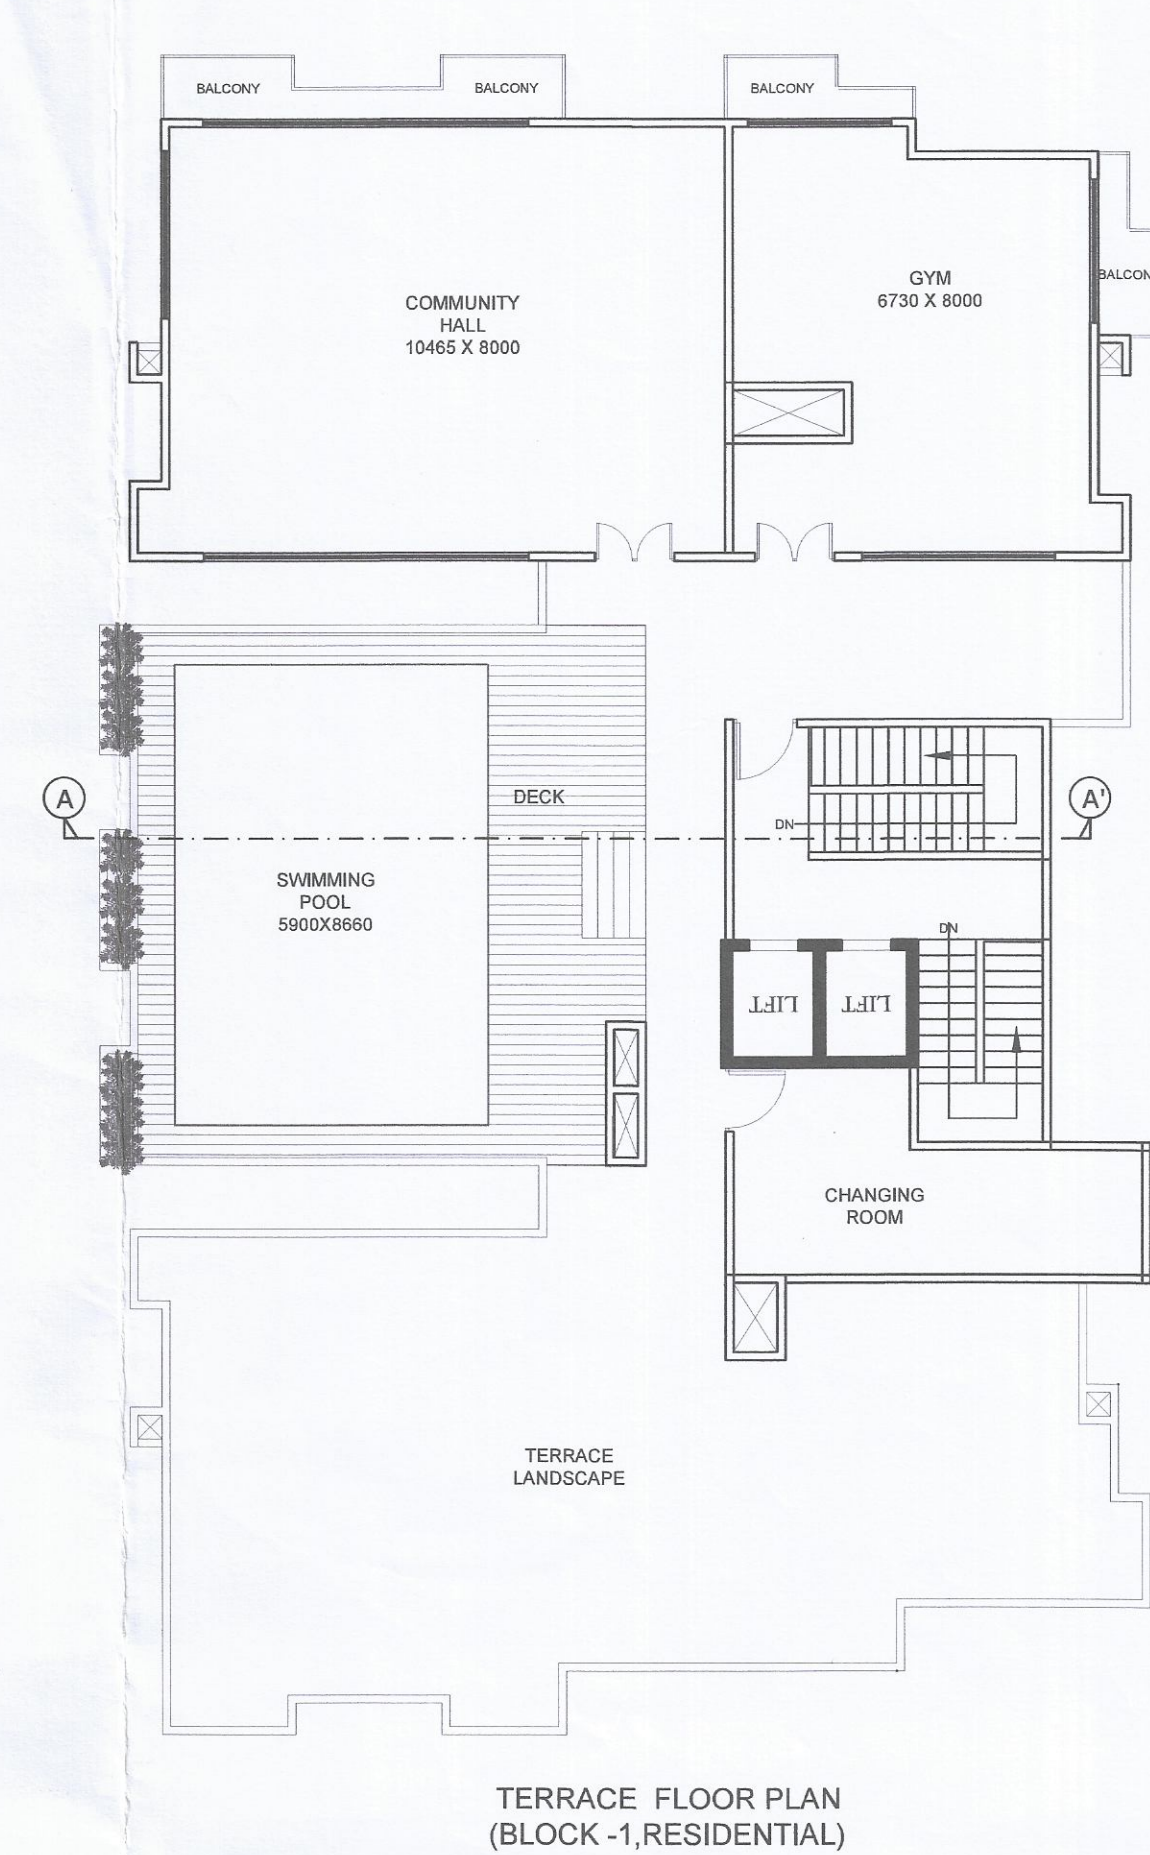 BALCONY
BALCONY
BALCONY
BALCON
COMMUNITY
HALL
10465 X 8000
GYM
6730 X 8000
A
DECK
DN
A'
SWIMMING
POOL
5900X8660
DN
LIFT
LIFT
CHANGING
ROOM
TERRACE
LANDSCAPE
TERRACE FLOOR PLAN
(BLOCK -1,RESIDENTIAL)